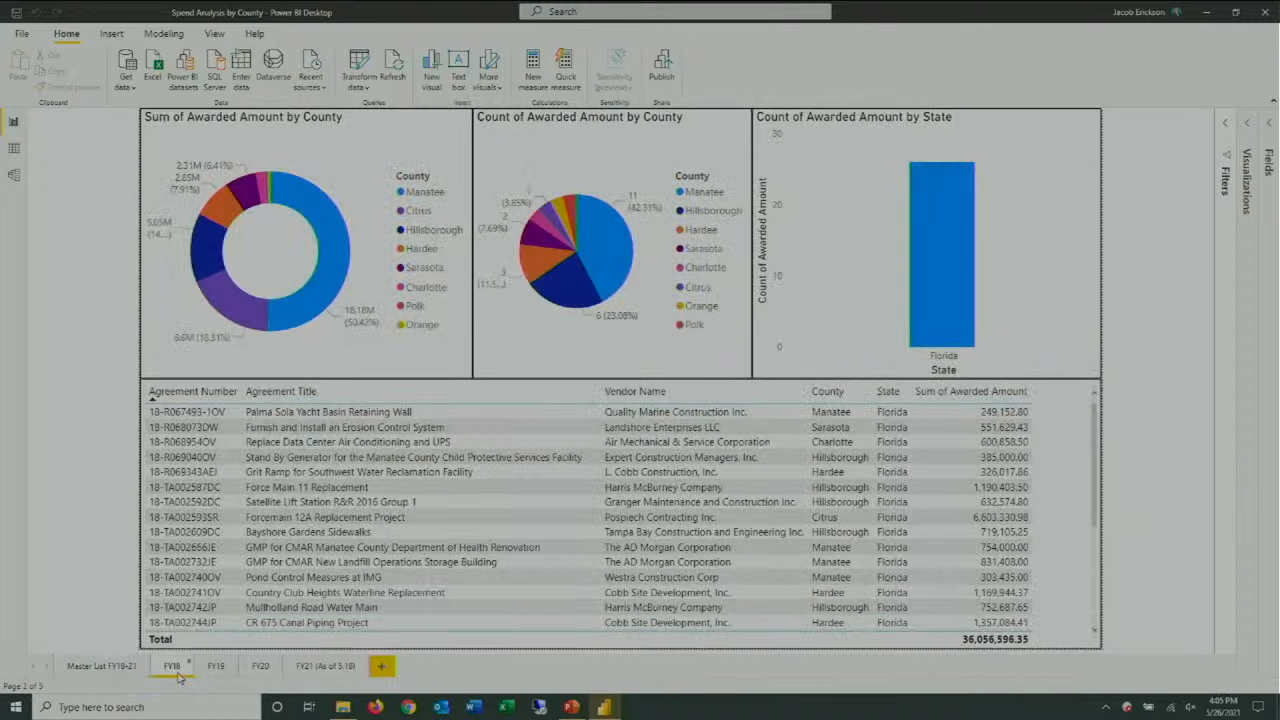 Spend Analysis by County - Power BI Desktop
Search
Jacob Erickson
File Home Insert Modeling View Help
Paste
Cut
Copy
Format painter
Get data
Excel
Power BI datasets
SQL Server
Enter data
Dataverse
Recent sources
Transform data
Refresh
New visual
Text box
More visuals
New measure
Quick measure
Sensitivity (preview)
Publish
Clipboard Data Queries Insert Calculations Sensitivity Share
Sum of Awarded Amount by County
2.31M (6.41%)
2.85M
(7.91%)
5.05M
(14....)
6.6M (18.31%)
18.18M
(50.42%)
County
Manatee
Citrus
Hillsborough
Hardee
Sarasota
Charlotte
Polk
Orange
Count of Awarded Amount by County
(3.85%)
2
(7.69%)
3
(11.5...)
6 (23.08%)
11
(42.31%)
County
Manatee
Hillsborough
Hardee
Sarasota
Charlotte
Citrus
Orange
Polk
Count of Awarded Amount by State
Count of Awarded Amount
30
20
10
0
Florida
State
Filters
Visualizations
Fields
Agreement Number Agreement Title Vendor Name County State Sum of Awarded Amount
18-R067493-1OV Palma Sola Yacht Basin Retaining Wall Quality Marine Construction Inc. Manatee Florida 249,152.80
18-R068073DW Furnish and Install an Erosion Control System Landshore Enterprises LLC Sarasota Florida 551,629.43
18-R068954OV Replace Data Center Air Conditioning and UPS Air Mechanical & Service Corporation Charlotte Florida 600,858.50
18-R069040OV Stand By Generator for the Manatee County Child Protective Services Facility Expert Construction Managers, Inc. Hillsborough Florida 385,000.00
18-R069343AEJ Grit Ramp for Southwest Water Reclamation Facility L. Cobb Construction, Inc. Hardee Florida 326,017.86
18-TA002587DC Force Main 11 Replacement Harris McBurney Company Hillsborough Florida 1,190,403.50
18-TA002592DC Satellite Lift Station R&R 2016 Group 1 Granger Maintenance and Construction Inc. Hillsborough Florida 632,574.80
18-TA002593SR Forcemain 12A Replacement Project Pospiech Contracting Inc. Citrus Florida 6,603,330.98
18-TA002609DC Bayshore Gardens Sidewalks Tampa Bay Construction and Engineering Inc. Hillsborough Florida 719,105.25
18-TA002666JE GMP for CMAR Manatee County Department of Health Renovation The AD Morgan Corporation Manatee Florida 754,000.00
18-TA002732JE GMP for CMAR New Landfill Operations Storage Building The AD Morgan Corporation Manatee Florida 831,408.00
18-TA002740OV Pond Control Measures at IMG Westra Construction Corp Manatee Florida 303,435.00
18-TA002741OV Country Club Heights Waterline Replacement Cobb Site Development, Inc. Hardee Florida 1,169,944.37
18-TA002742JP Mullholand Road Water Main Harris McBurney Company Hillsborough Florida 752,687.65
18-TA002744JP CR 675 Canal Piping Project Cobb Site Development, Inc. Hardee Florida 1,357,084.41
Total 36,056,596.35
Master List FY18-21 FY18 FY19 FY20 FY21 (As of 5.18)
Page 2 of 5
Type here to search
4:05 PM
5/26/2021